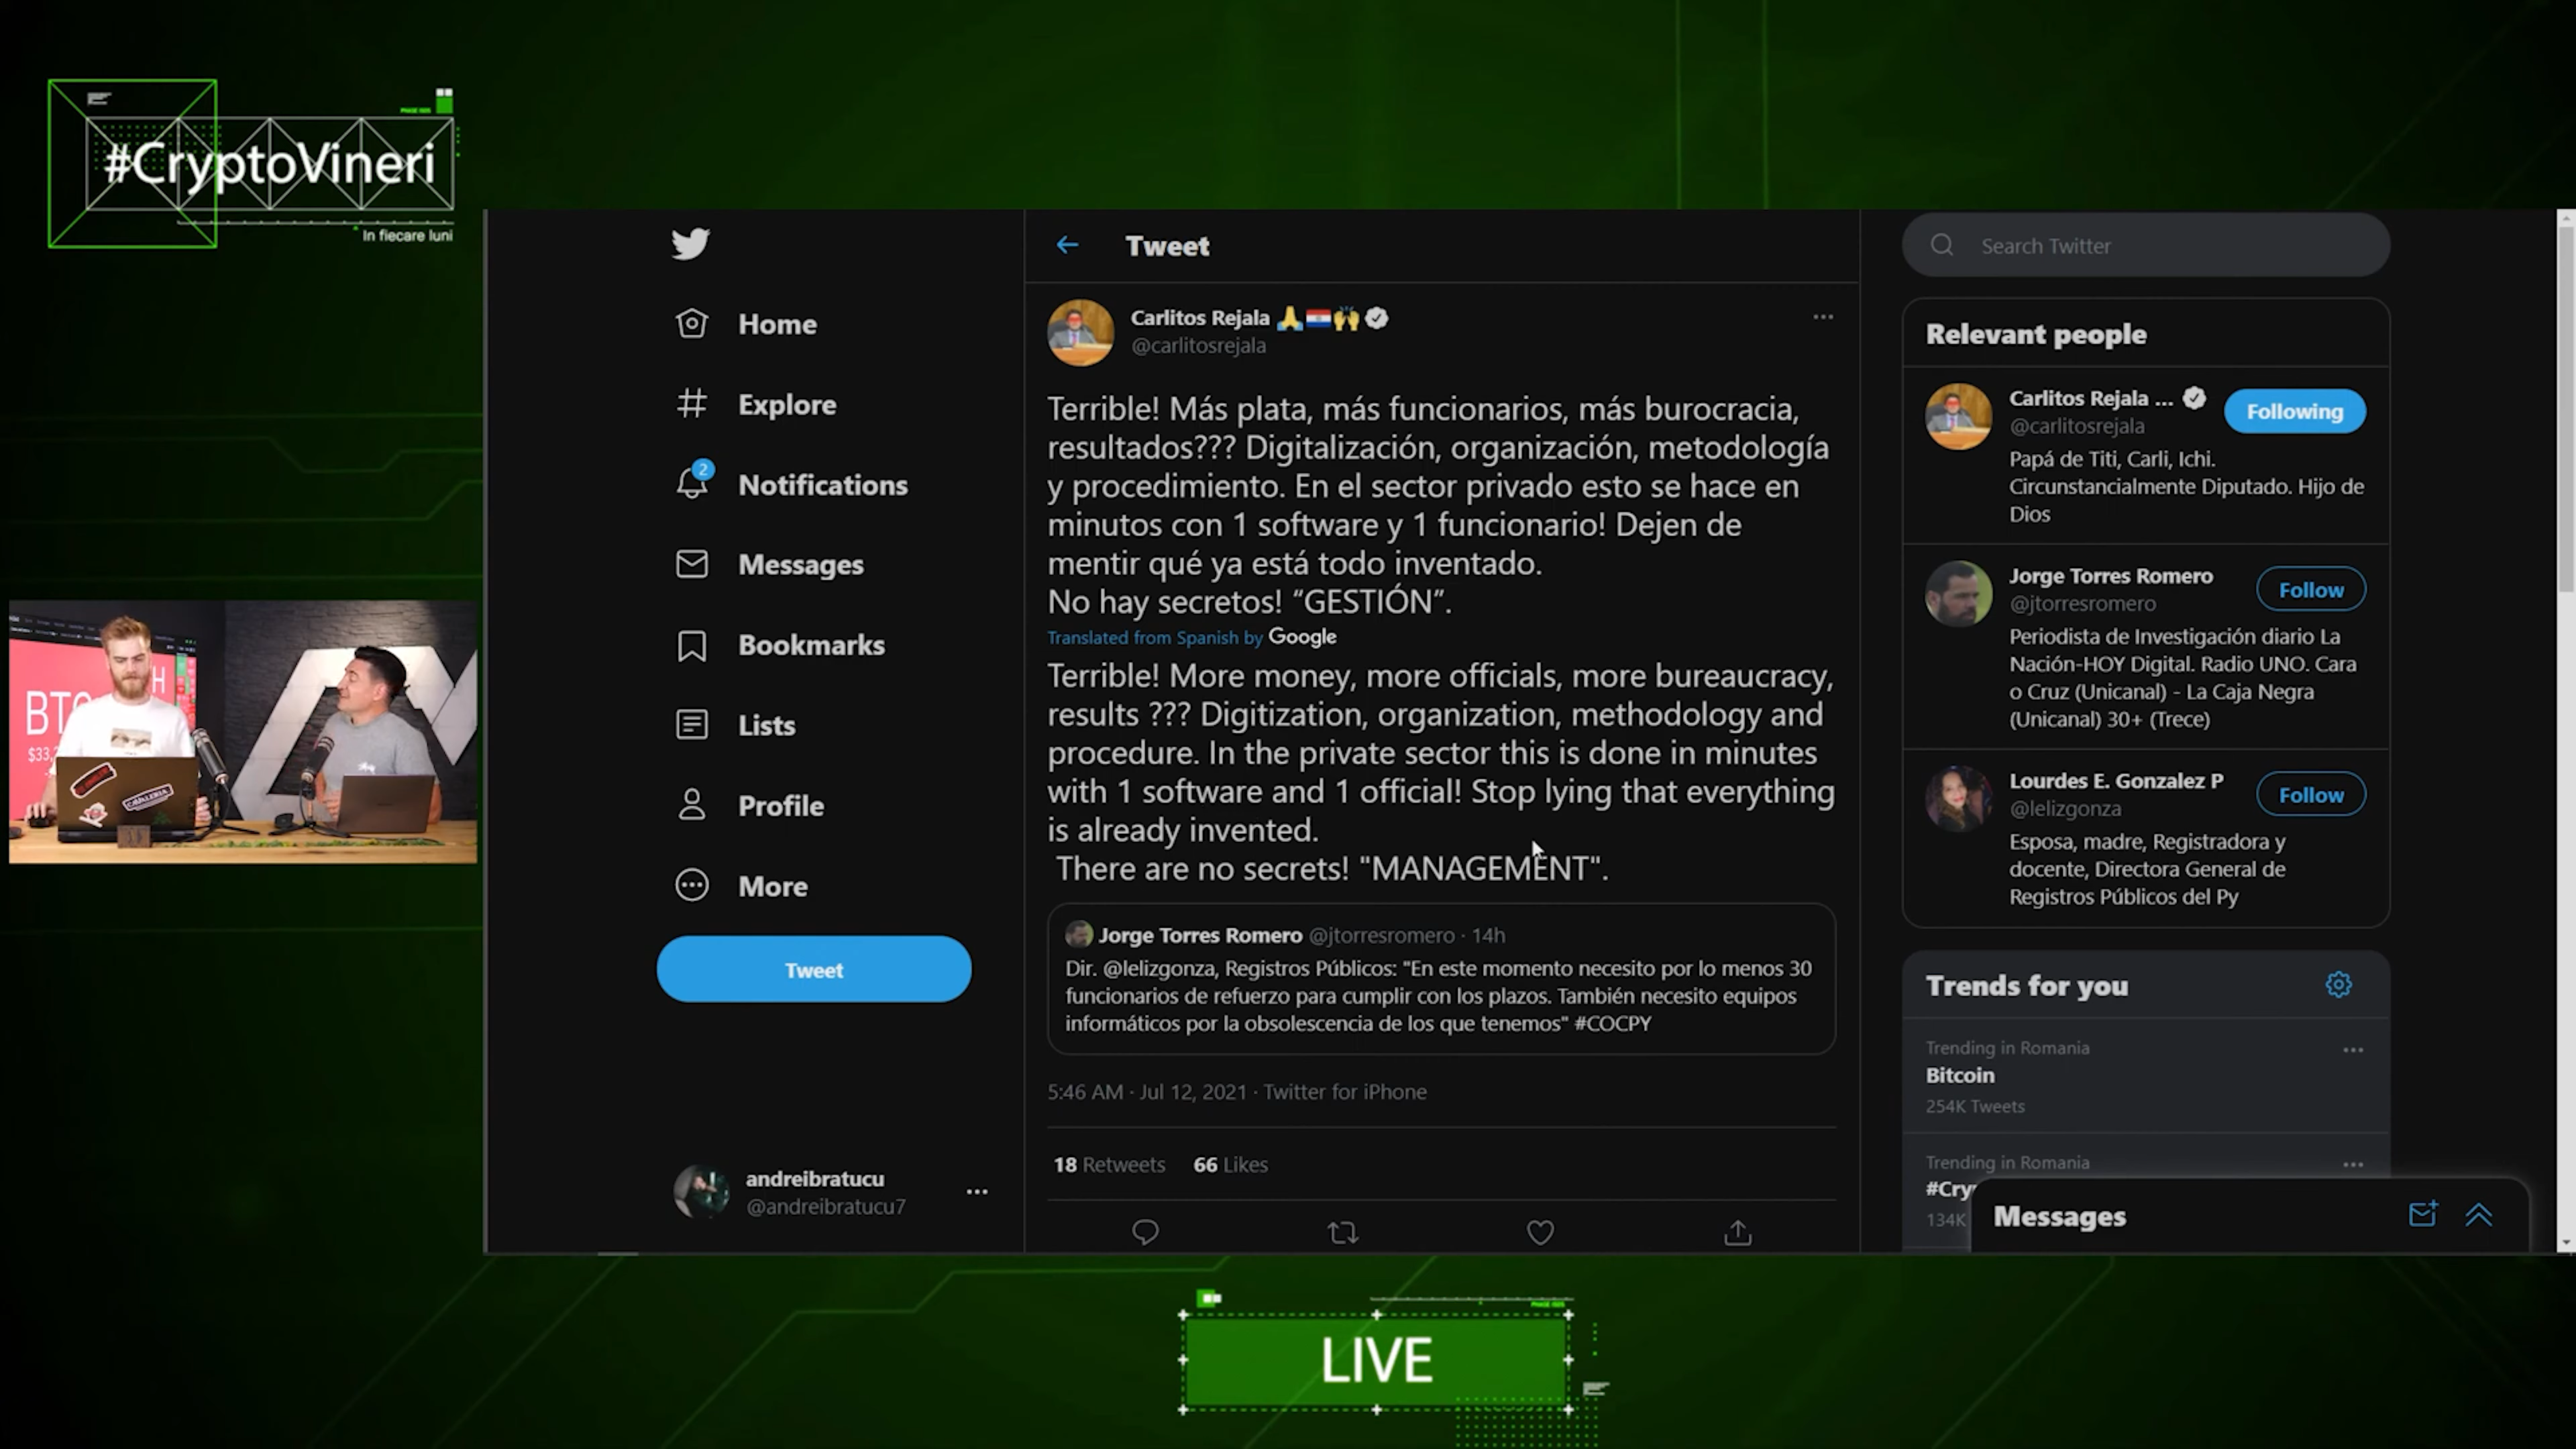 #CryptoVineri
In fiecare luni
BTC
$33,
CAVALERIA
Home
Explore
2
Notifications
Messages
Bookmarks
Lists
Profile
More
Tweet
andreibratucu
@andreibratucu7
Tweet
Carlitos Rejala
@carlitosrejala
Terrible! Más plata, más funcionarios, más burocracia,
resultados??? Digitalización, organización, metodología
y procedimiento. En el sector privado esto se hace en
minutos con 1 software y 1 funcionario! Dejen de
mentir qué ya está todo inventado.
No hay secretos! “GESTIÓN”.
Translated from Spanish by Google
Terrible! More money, more officials, more bureaucracy,
results ??? Digitization, organization, methodology and
procedure. In the private sector this is done in minutes
with 1 software and 1 official! Stop lying that everything
is already invented.
There are no secrets! "MANAGEMENT".
Jorge Torres Romero @jtorresromero · 14h
Dir. @lelizgonza, Registros Públicos: "En este momento necesito por lo menos 30
funcionarios de refuerzo para cumplir con los plazos. También necesito equipos
informáticos por la obsolescencia de los que tenemos" #COCPY
5:46 AM · Jul 12, 2021 · Twitter for iPhone
18 Retweets 66 Likes
Search Twitter
Relevant people
Carlitos Rejala ...
@carlitosrejala
Following
Papá de Titi, Carli, Ichi.
Circunstancialmente Diputado. Hijo de
Dios
Jorge Torres Romero
@jtorresromero
Follow
Periodista de Investigación diario La
Nación-HOY Digital. Radio UNO. Cara
o Cruz (Unicanal) - La Caja Negra
(Unicanal) 30+ (Trece)
Lourdes E. Gonzalez P
@lelizgonza
Follow
Esposa, madre, Registradora y
docente, Directora General de
Registros Públicos del Py
Trends for you
Trending in Romania
Bitcoin
254K Tweets
Trending in Romania
#Cry
134K
Messages
LIVE